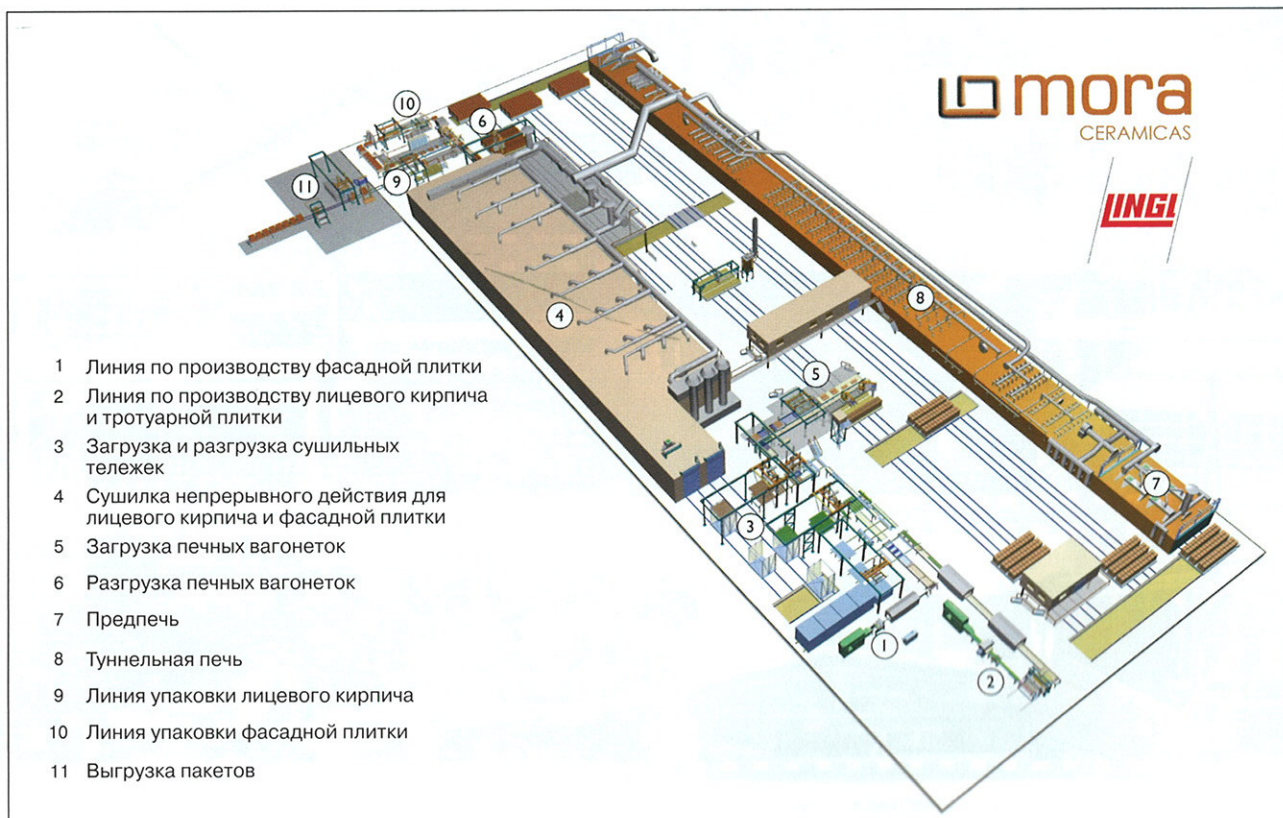 mora
CERAMICAS
LINGL
10
6
11
9
4
8
5
7
3
1
2
1 Линия по производству фасадной плитки
2 Линия по производству лицевого кирпича
и тротуарной плитки
3 Загрузка и разгрузка сушильных
тележек
4 Сушилка непрерывного действия для
лицевого кирпича и фасадной плитки
5 Загрузка печных вагонеток
6 Разгрузка печных вагонеток
7 Предпечь
8 Туннельная печь
9 Линия упаковки лицевого кирпича
10 Линия упаковки фасадной плитки
11 Выгрузка пакетов